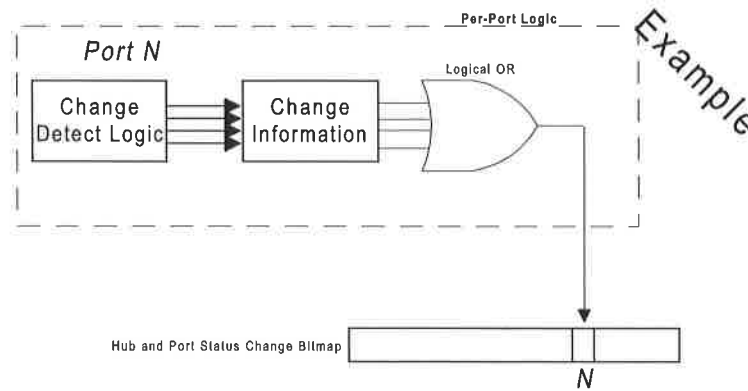 Per-Port Logic
Example
Port N
Logical OR
Change
Detect Logic
Change
Information
Hub and Port Status Change Bitmap
N